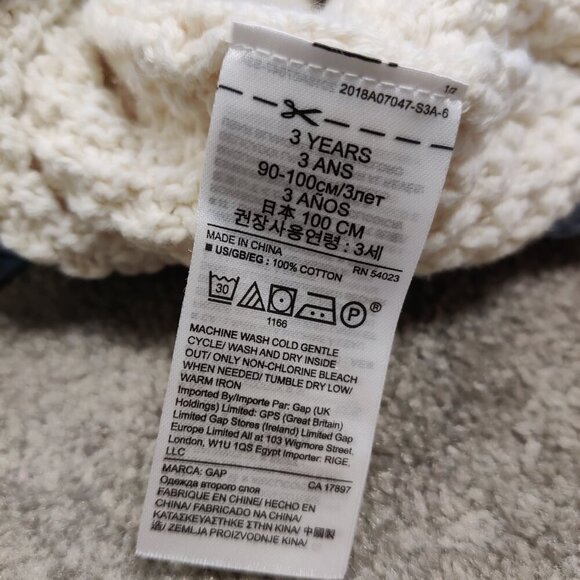 1/7
2018A07047-S3A-6
3 YEARS
3 ANS
90-100см/3лет
3 AÑOS
日本 100 CM
권장사용연령 : 3세
MADE IN CHINA
RN 54023
■ US/GB/EG : 100% COTTON
30
P
®
1166
MACHINE WASH COLD GENTLE
CYCLE/ WASH AND DRY INSIDE
OUT/ ONLY NON-CHLORINE BLEACH
WHEN NEEDED/ TUMBLE DRY LOW/
WARM IRON
Imported By/Importe Par: Gap (UK
Holdings) Limited: GPS (Great Britain)
Limited Gap Stores (Ireland) Limited Gap
Europe Limited All at 103 Wigmore Street,
London, W1U 1QS Egypt Importer: RIGE,
LLC
MARCA: GAP
CA 17897
Одежда второго слоя
FABRIQUE EN CHINE/ HECHO EN
CHINA/ FABRICADO NA CHINA/
ΚΑΤΑΣΚΕΥΑΣΤΗΚΕ ΣΤΗΝ ΚΙΝΑ/ 中國製
造/ ZEMLJA PROIZVODNJE KINA/